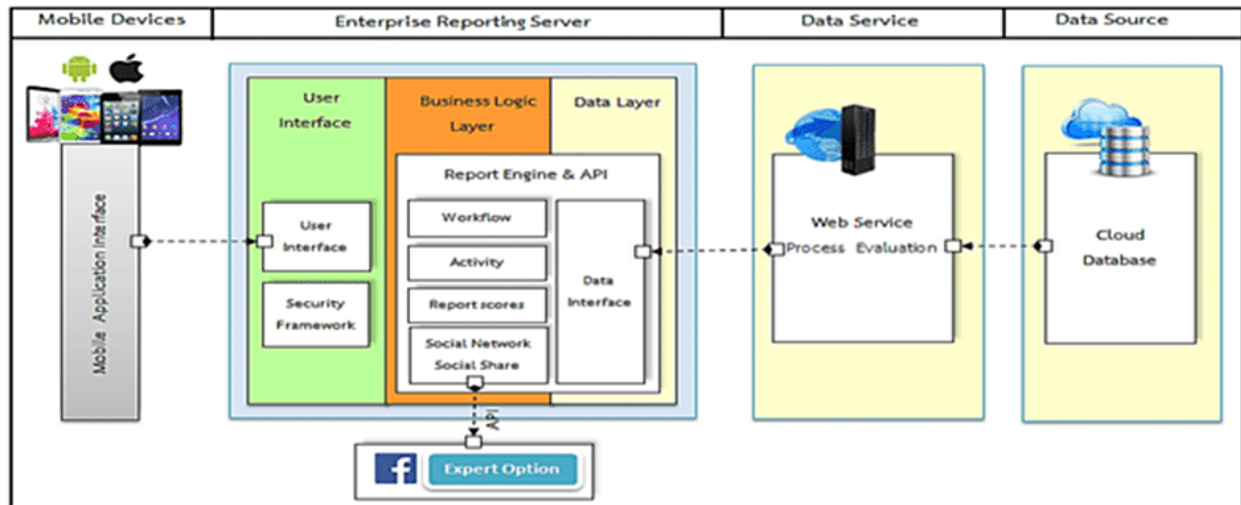 Mobile Devices
Enterprise Reporting Server
Data Service
Data Source
Mobile Application Interface
User
Interface
Business Logic
Layer
Data Layer
Report Engine & API
User
Interface
Security
Framework
Workflow
Activity
Report scores
Social Network
Social Share
Data
Interface
Web Service
Process Evaluation
Cloud
Database
API
f
Expert Option